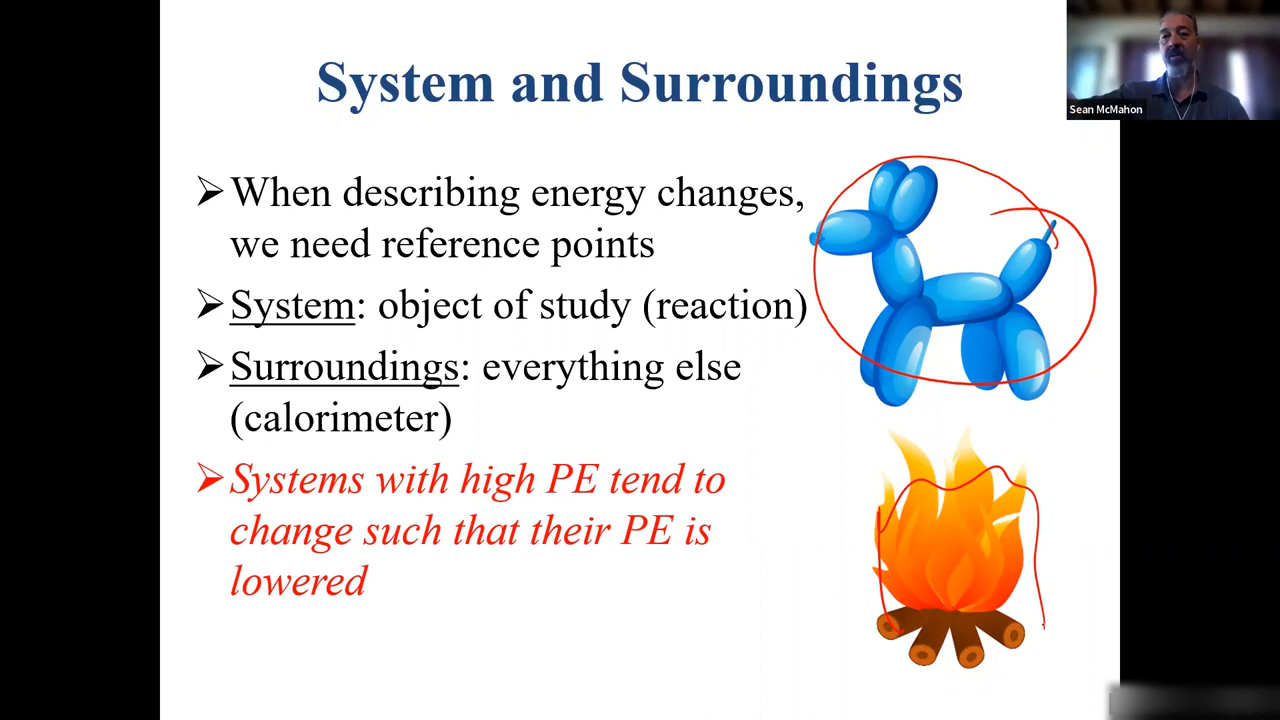 System and Surroundings
Sean McMahon
➢When describing energy changes,
we need reference points
➢System: object of study (reaction)
➢Surroundings: everything else
(calorimeter)
➢Systems with high PE tend to
change such that their PE is
lowered